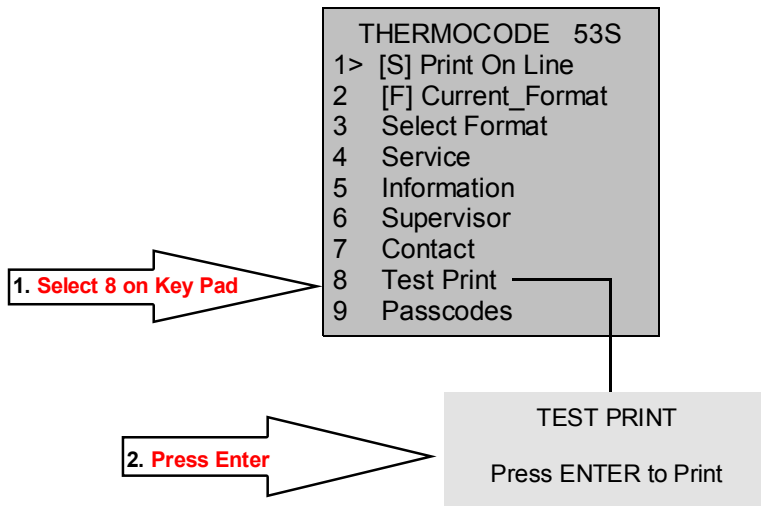 THERMOCODE 53S
1> [S] Print On Line
2 [F] Current_Format
3 Select Format
4 Service
5 Information
6 Supervisor
7 Contact
8 Test Print
9 Passcodes
1. Select 8 on Key Pad
TEST PRINT
Press ENTER to Print
2. Press Enter